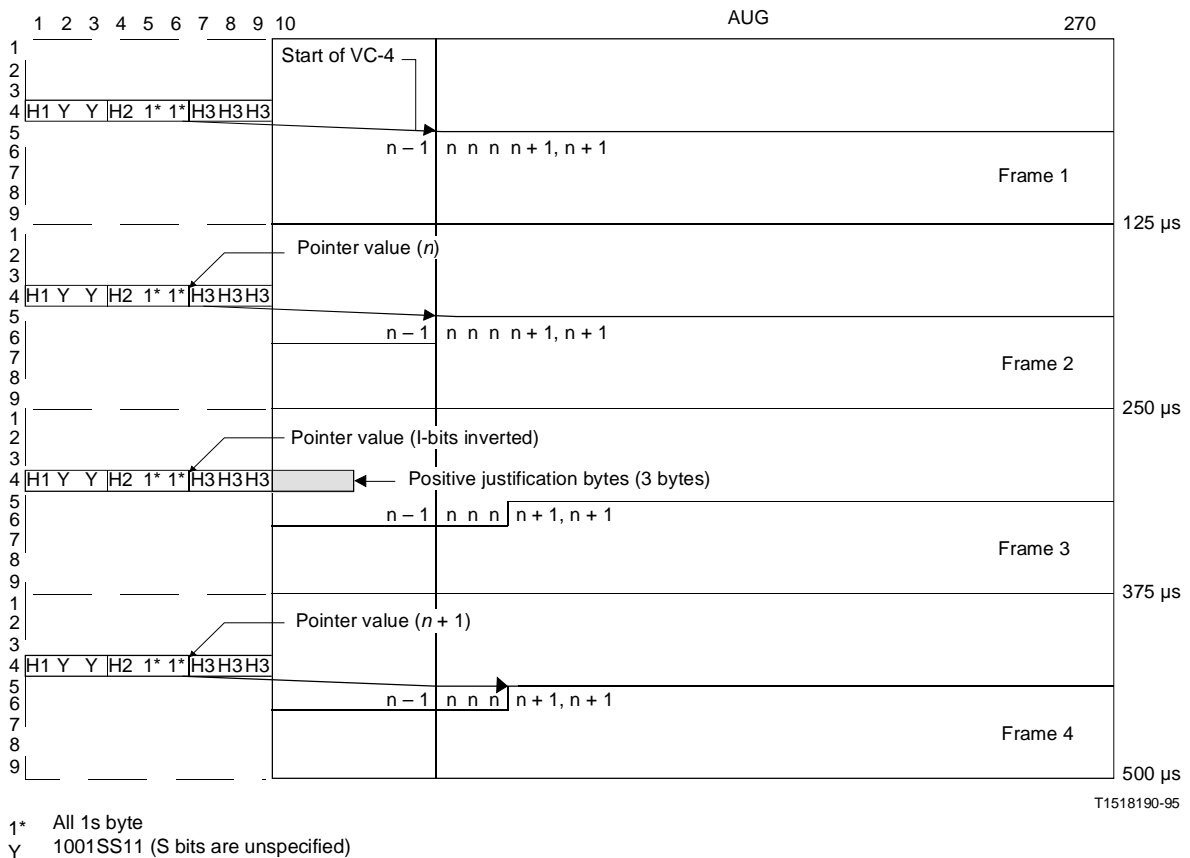 1 2 3 4 5 6 7 8 9 10 AUG 270
1
Start of VC-4
2
3
4 H1 Y Y H2 1* 1* H3 H3 H3
5
6 n – 1 n n n n + 1, n + 1
7 Frame 1
8
9
125 µs
1
2 Pointer value (n)
3
4 H1 Y Y H2 1* 1* H3 H3 H3
5
6 n – 1 n n n n + 1, n + 1
7 Frame 2
8
9
250 µs
1
2 Pointer value (I-bits inverted)
3
4 H1 Y Y H2 1* 1* H3 H3 H3 Positive justification bytes (3 bytes)
5
6 n – 1 n n n n + 1, n + 1
7
8 Frame 3
9
375 µs
1
2 Pointer value (n + 1)
3
4 H1 Y Y H2 1* 1* H3 H3 H3
5
6 n – 1 n n n n + 1, n + 1
7 Frame 4
8
9
500 µs
T1518190-95
1* All 1s byte
Y 1001SS11 (S bits are unspecified)